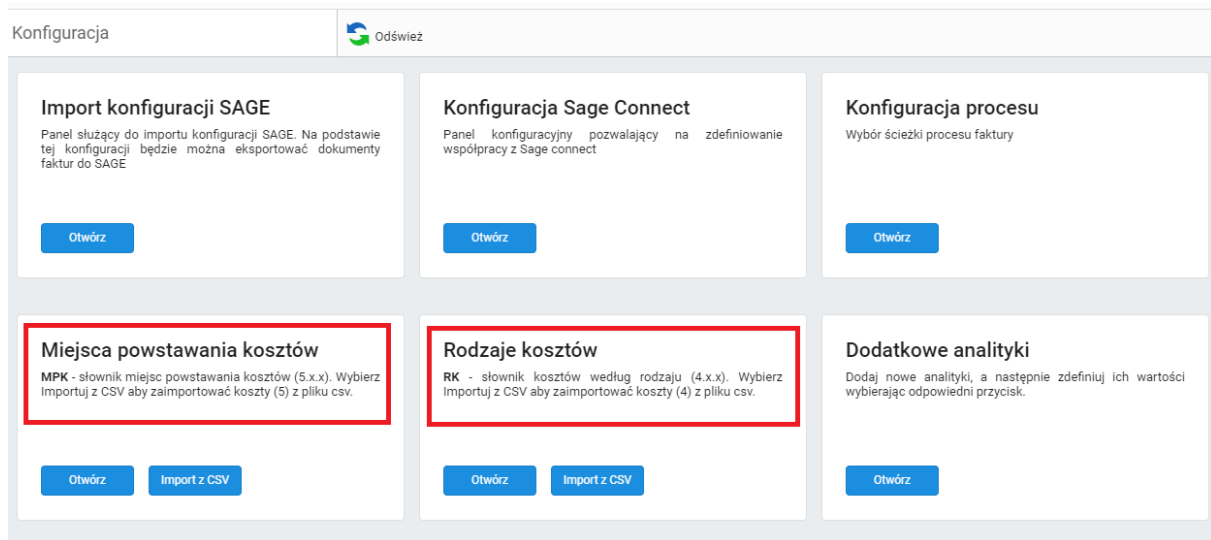 Konfiguracja
Odśwież
Import konfiguracji SAGE
Panel służący do importu konfiguracji SAGE. Na podstawie
tej konfiguracji będzie można eksportować dokumenty
faktur do SAGE
Otwórz
Konfiguracja Sage Connect
Panel konfiguracyjny pozwalający na zdefiniowanie
współpracy z Sage connect
Otwórz
Konfiguracja procesu
Wybór ścieżki procesu faktury
Otwórz
Miejsca powstawania kosztów
MPK - słownik miejsc powstawania kosztów (5.x.x). Wybierz
Importuj z CSV aby zaimportować koszty (5) z pliku csv.
Otwórz
Import z CSV
Rodzaje kosztów
RK - słownik kosztów według rodzaju (4.x.x). Wybierz
Importuj z CSV aby zaimportować koszty (4) z pliku csv.
Otwórz
Import z CSV
Dodatkowe analityki
Dodaj nowe analityki, a następnie zdefiniuj ich wartości
wybierając odpowiedni przycisk.
Otwórz